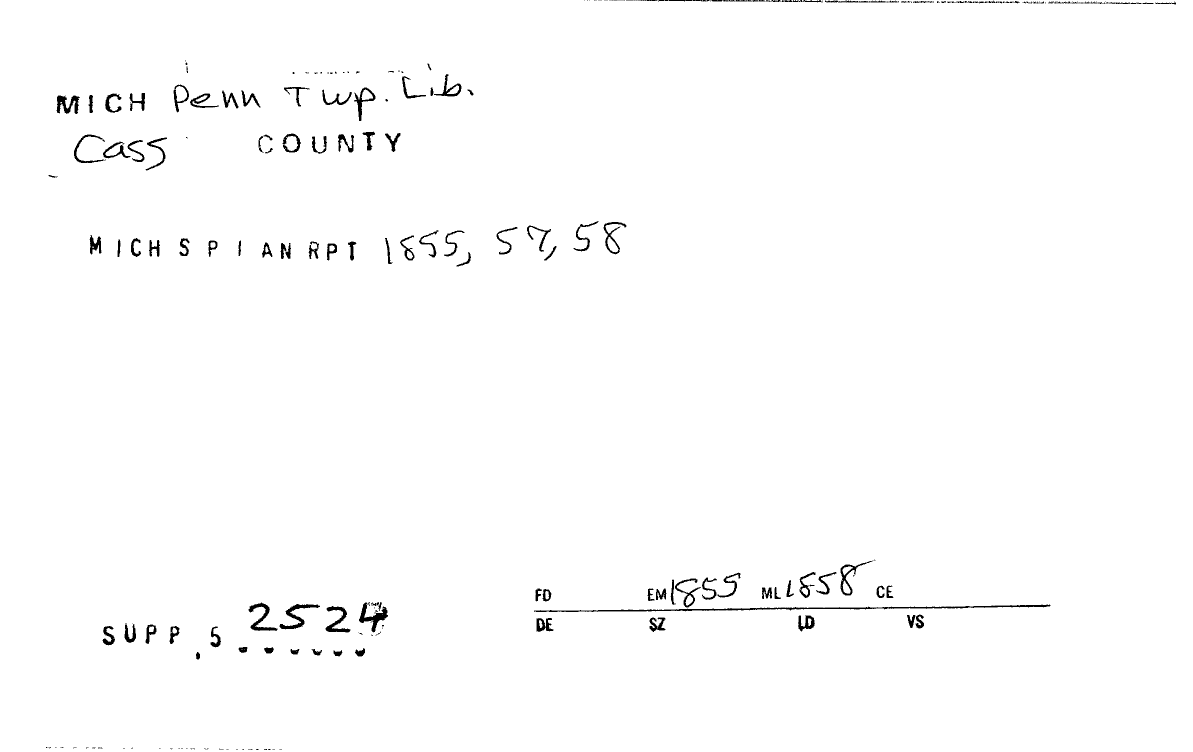 MICH Penn Twp. Lib.
Cass COUNTY
MICH S P I AN RPT 1855, 57, 58
FD EM 1855 ML 1858 CE
SUPP. 5 2524
DE SZ LD VS